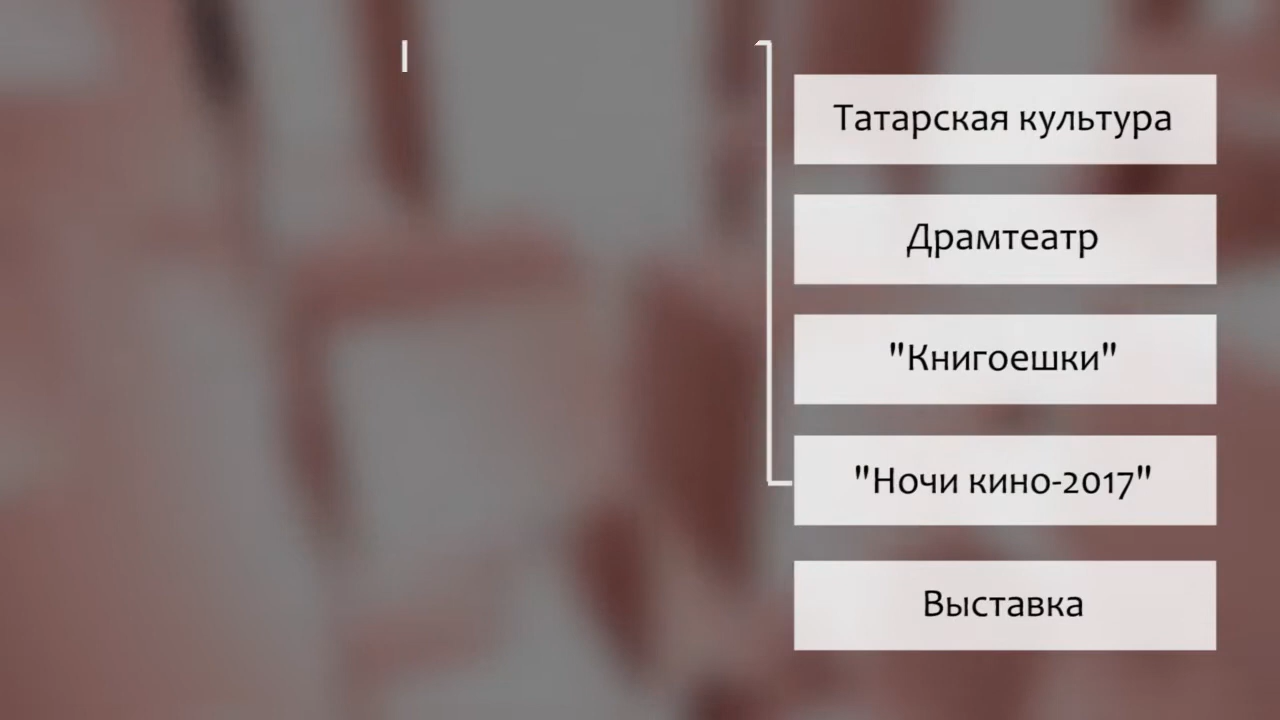 Татарская культура
Драмтеатр
"Книгоешки"
"Ночи кино-2017"
Выставка